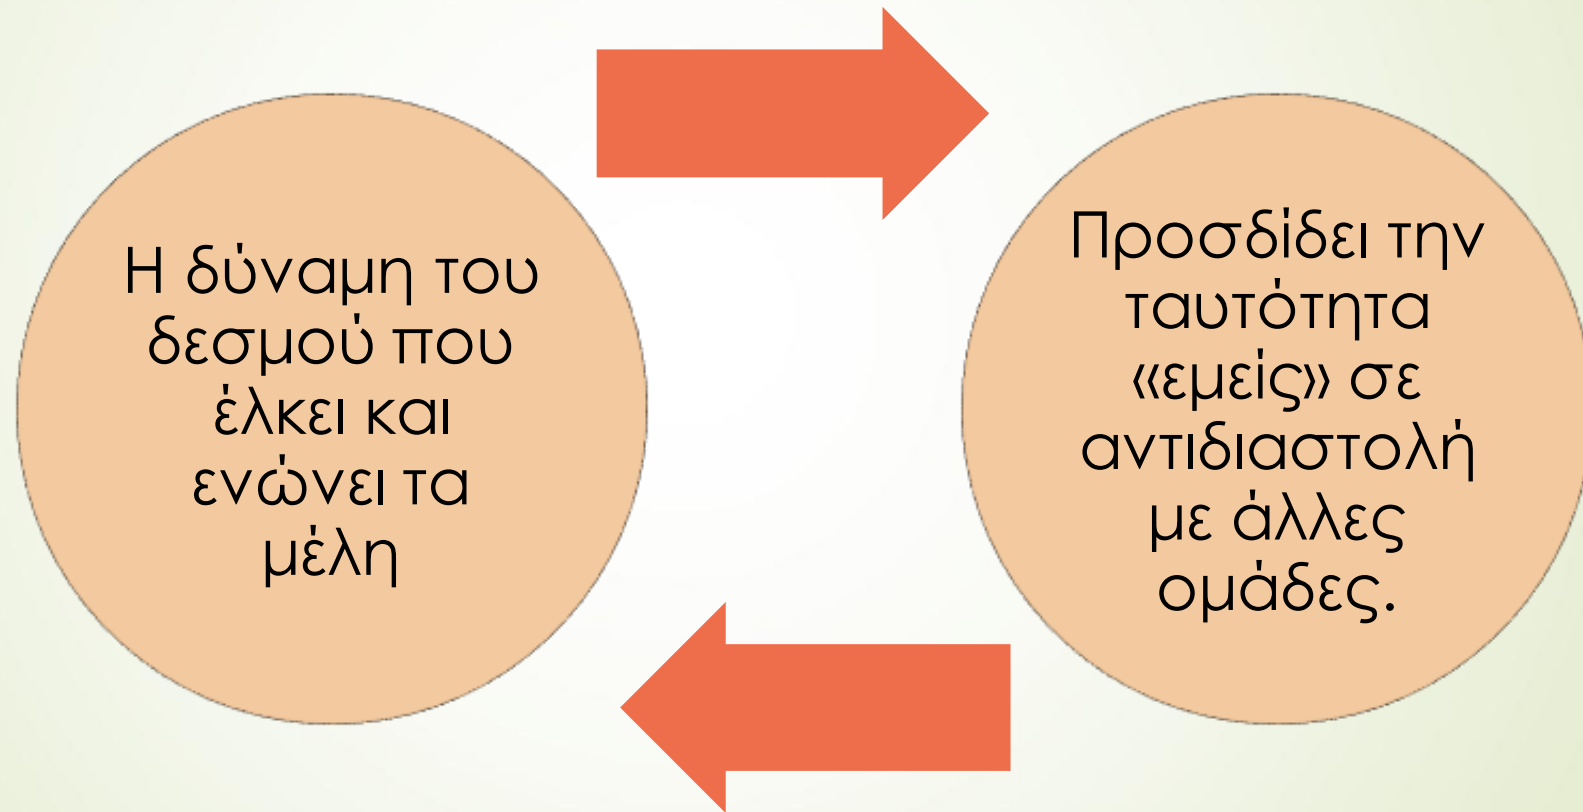 Η δύναμη του
δεσμού που
έλκει και
ενώνει τα
μέλη
Προσδίδει την
ταυτότητα
«εμείς» σε
αντιδιαστολή
με άλλες
ομάδες.